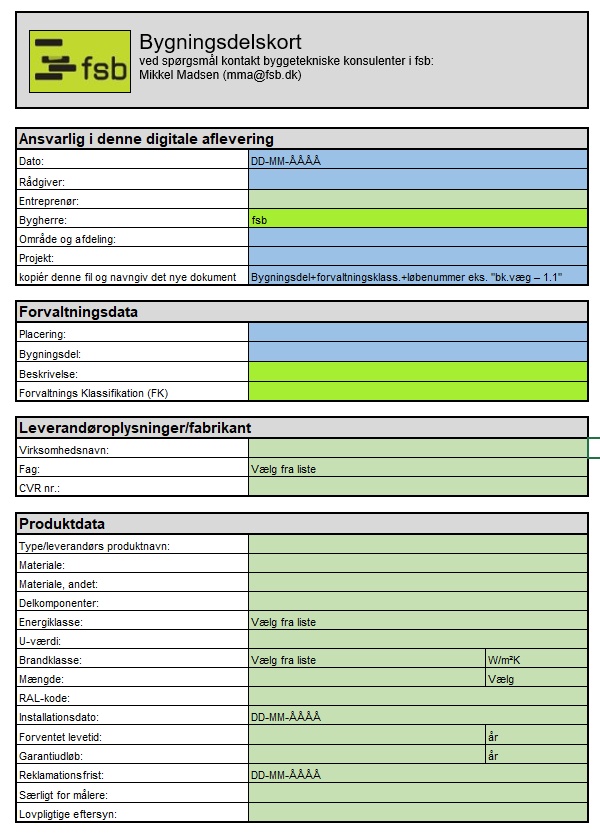 fsb
Bygningsdelskort
ved spørgsmål kontakt byggetekniske konsulenter i fsb:
Mikkel Madsen (mma@fsb.dk)
Ansvarlig i denne digitale aflevering
Dato: DD-MM-ÅÅÅÅ
Rådgiver:
Entreprenør:
Bygherre: fsb
Område og afdeling:
Projekt:
kopiér denne fil og navngiv det nye dokument Bygningsdel+forvaltningsklass.+løbenummer eks. "bk.væg – 1.1"
Forvaltningsdata
Placering:
Bygningsdel:
Beskrivelse:
Forvaltnings Klassifikation (FK)
Leverandøroplysninger/fabrikant
Virksomhedsnavn:
Fag: Vælg fra liste
CVR nr.:
Produktdata
Type/leverandørs produktnavn:
Materiale:
Materiale, andet:
Delkomponenter:
Energiklasse: Vælg fra liste
U-værdi:
Brandklasse: Vælg fra liste W/m²K
Mængde: Vælg
RAL-kode:
Installationsdato: DD-MM-ÅÅÅÅ
Forventet levetid: år
Garantiudløb: år
Reklamationsfrist: DD-MM-ÅÅÅÅ
Særligt for målere:
Lovpligtige eftersyn: